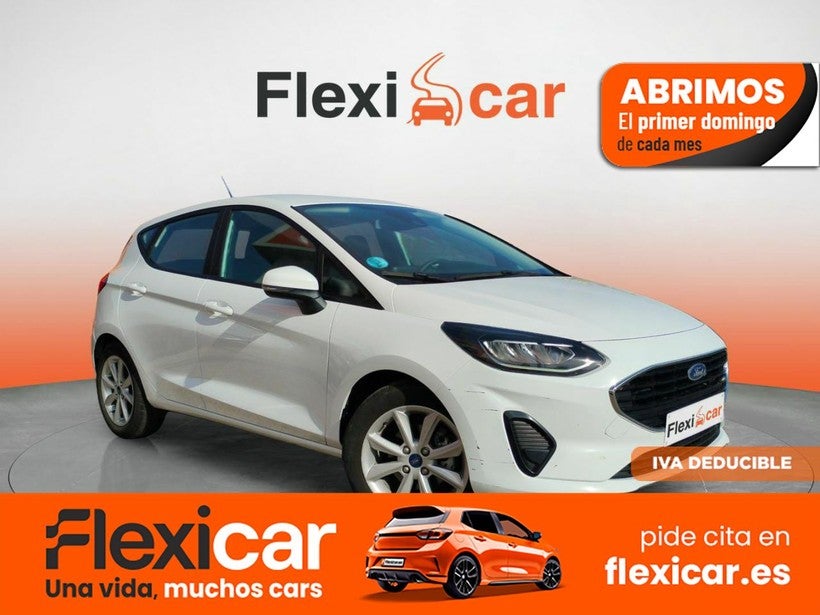 Flexicar
ABRIMOS
El primer domingo
de cada mes
Ford
Flexicar
IVA DEDUCIBLE
Flexicar
Una vida, muchos cars
pide cita en
flexicar.es